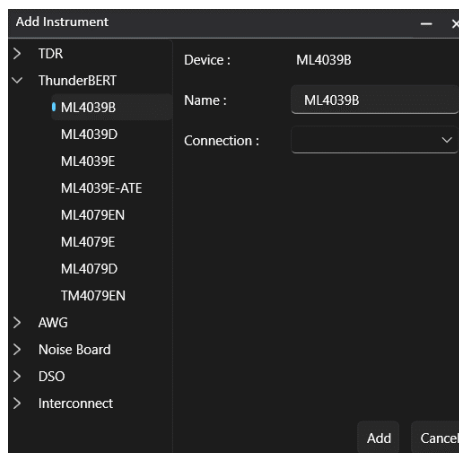 Add Instrument
TDR
ThunderBERT
ML4039B
ML4039D
ML4039E
ML4039E-ATE
ML4079EN
ML4079E
ML4079D
TM4079EN
AWG
Noise Board
DSO
Interconnect
Device : ML4039B
Name : ML4039B
Connection :
Add Cancel